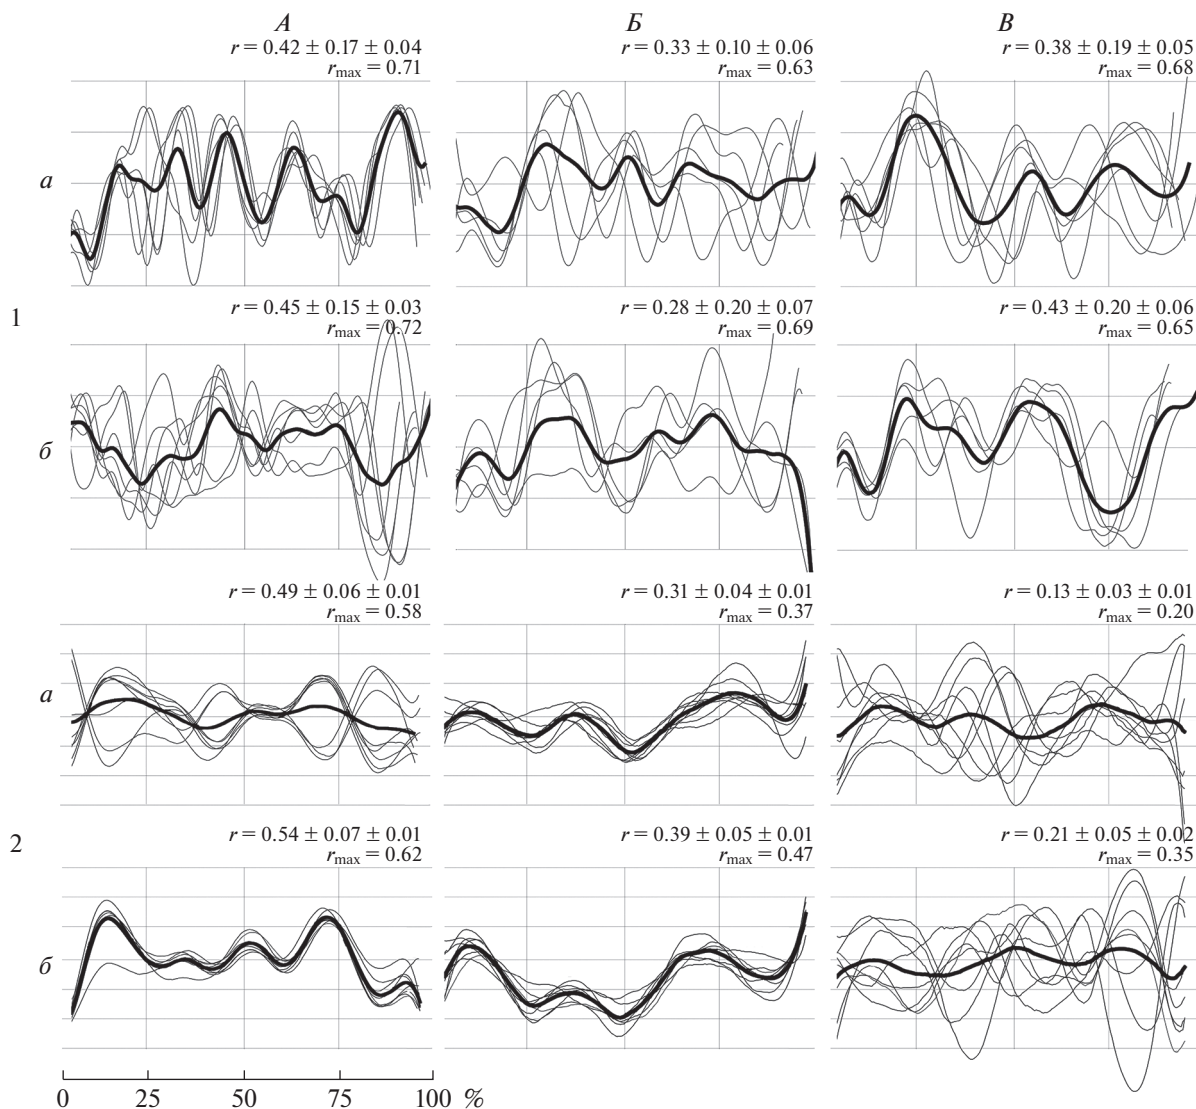 А Б В
r = 0.42 ± 0.17 ± 0.04 r = 0.33 ± 0.10 ± 0.06 r = 0.38 ± 0.19 ± 0.05
rmax = 0.71 rmax = 0.63 rmax = 0.68
а
1
r = 0.45 ± 0.15 ± 0.03 r = 0.28 ± 0.20 ± 0.07 r = 0.43 ± 0.20 ± 0.06
rmax = 0.72 rmax = 0.69 rmax = 0.65
б
r = 0.49 ± 0.06 ± 0.01 r = 0.31 ± 0.04 ± 0.01 r = 0.13 ± 0.03 ± 0.01
rmax = 0.58 rmax = 0.37 rmax = 0.20
а
2
r = 0.54 ± 0.07 ± 0.01 r = 0.39 ± 0.05 ± 0.01 r = 0.21 ± 0.05 ± 0.02
rmax = 0.62 rmax = 0.47 rmax = 0.35
б
0 25 50 75 100 %